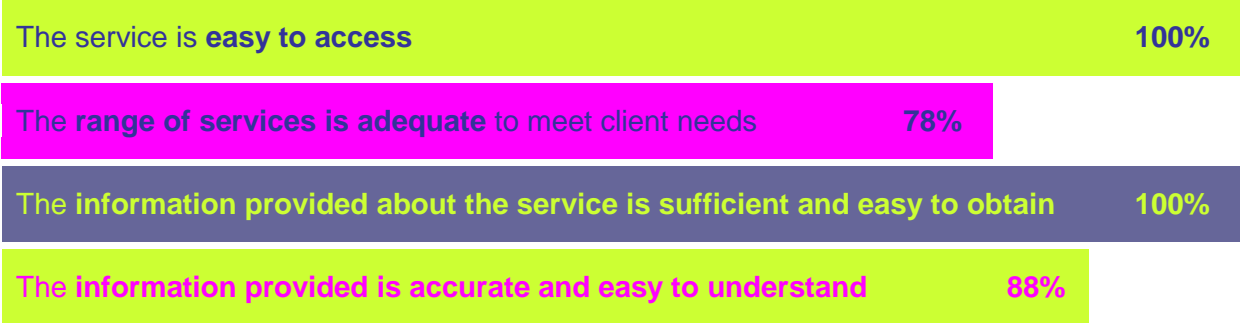 The service is easy to access 100%
The range of services is adequate to meet client needs 78%
The information provided about the service is sufficient and easy to obtain 100%
The information provided is accurate and easy to understand 88%